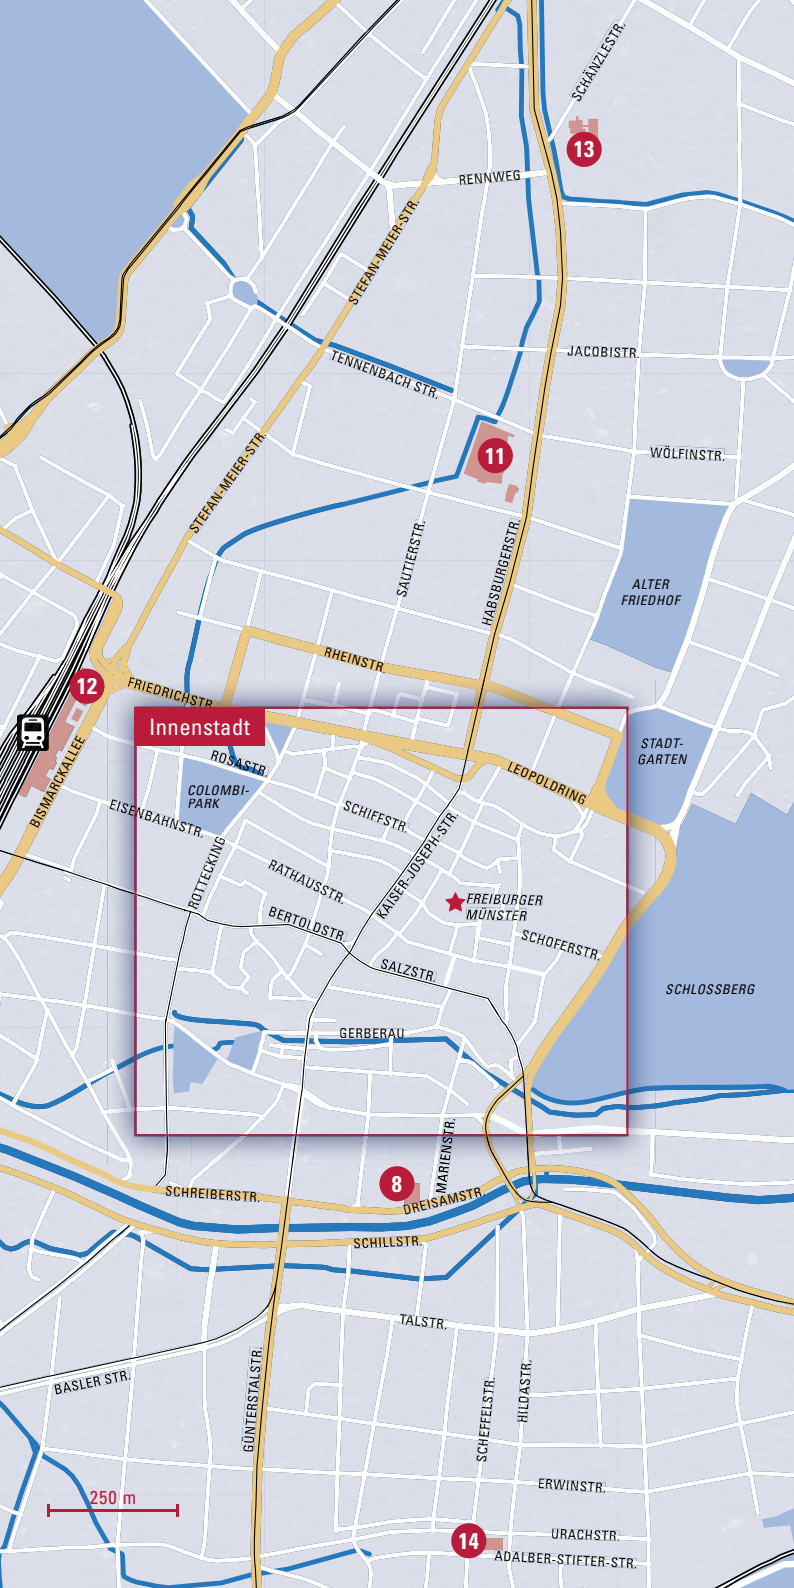 SCHÄNZLESTR.
13
RENNWEG
STEFAN-MEIER-STR.
JACOBISTR.
TENNENBACH STR.
11
WÖLFINSTR.
STEFAN-MEIER-STR.
SAUTIERSTR.
HABSBURGERSTR.
ALTER
FRIEDHOF
RHEINSTR.
12
FRIEDRICHSTR.
Innenstadt
STADT-
GARTEN
BISMARCKALLEE
ROSASTR.
LEOPOLDRING
COLOMBI-
PARK
EISENBAHNSTR.
SCHIFFSTR.
KAISER-JOSEPH-STR.
ROTTECKING
RATHAUSSTR.
FREIBURGER
MÜNSTER
BERTOLDSTR.
SCHOFERSTR.
SALZSTR.
SCHLOSSBERG
GERBERAU
MARIENSTR.
8
SCHREIBERSTR.
DREISAMSTR.
SCHILLSTR.
TALSTR.
BASLER STR.
GÜNTERSTALSTR.
SCHEFFELSTR.
HILDASTR.
ERWINSTR.
250 m
14
URACHSTR.
ADALBER-STIFTER-STR.